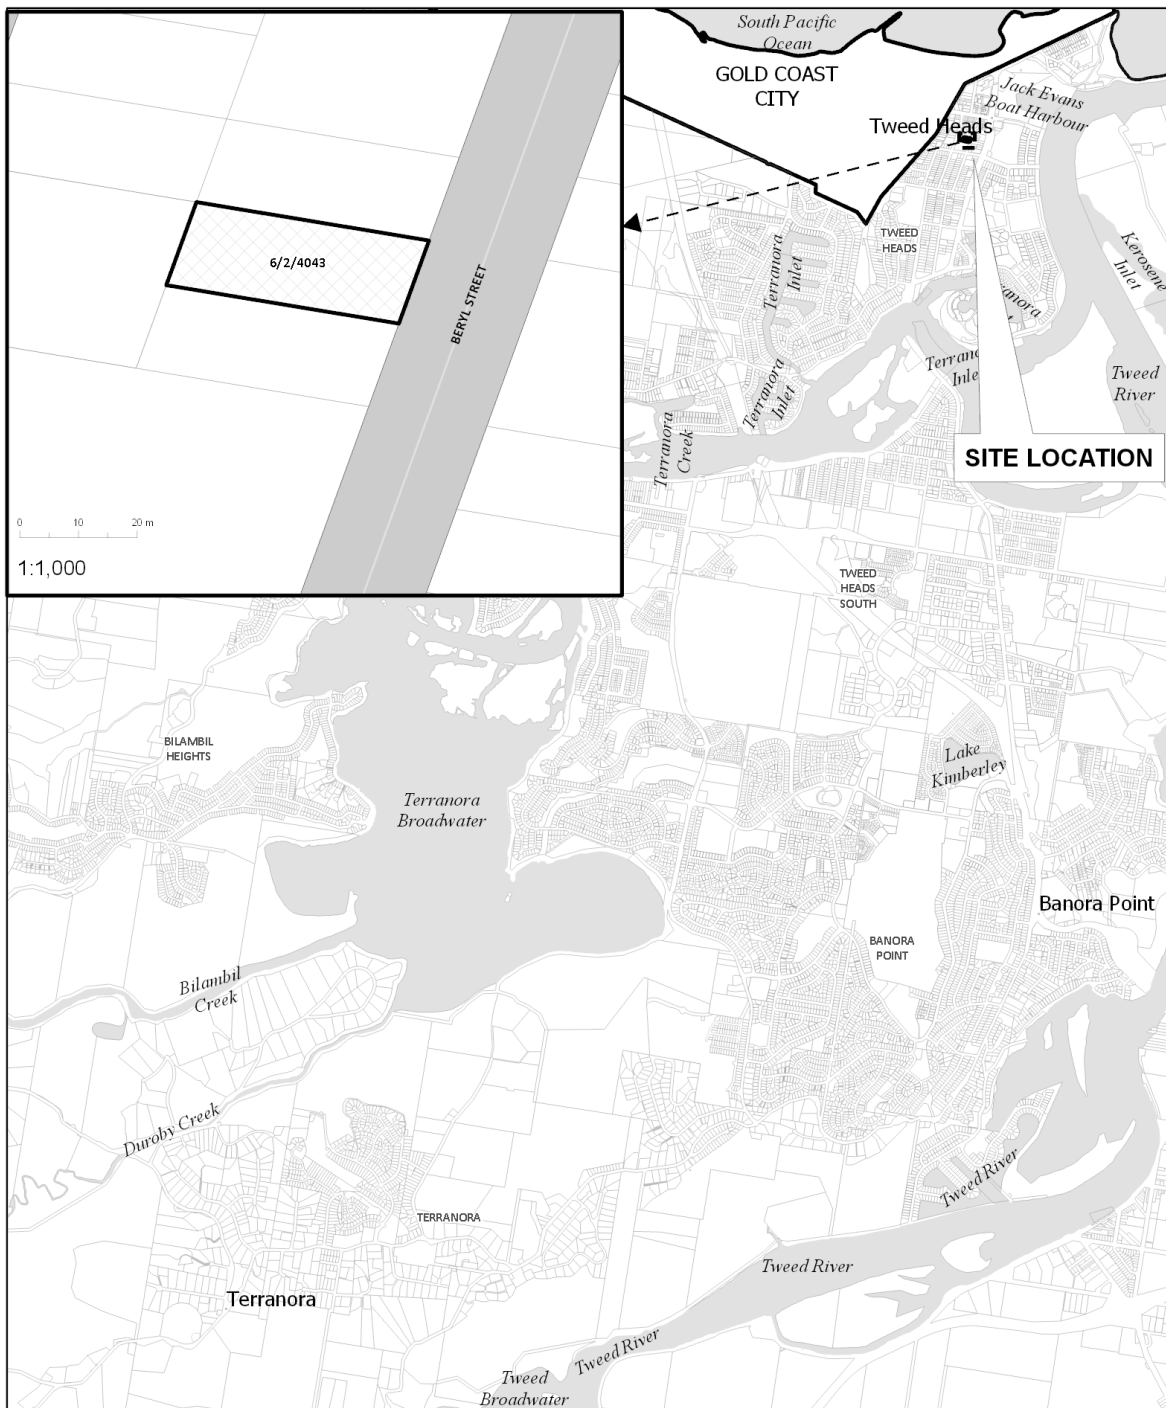 South Pacific
Ocean
GOLD COAST
CITY
Jack Evans
Boat Harbour
Tweed Heads
TWEED
HEADS
Kerosene
Inlet
Terranora
Inlet
6/2/4043
BERYL STREET
Terranora
Inlet
Tweed
River
Terranora
Creek
SITE LOCATION
0 10 20 m
1:1,000
TWEED
HEADS
SOUTH
BILAMBIL
HEIGHTS
Lake
Kimberley
Terranora
Broadwater
Banora Point
BANORA
POINT
Bilambil
Creek
Duroby Creek
Tweed River
TERRANORA
Tweed River
Terranora
Tweed River
Tweed
Broadwater